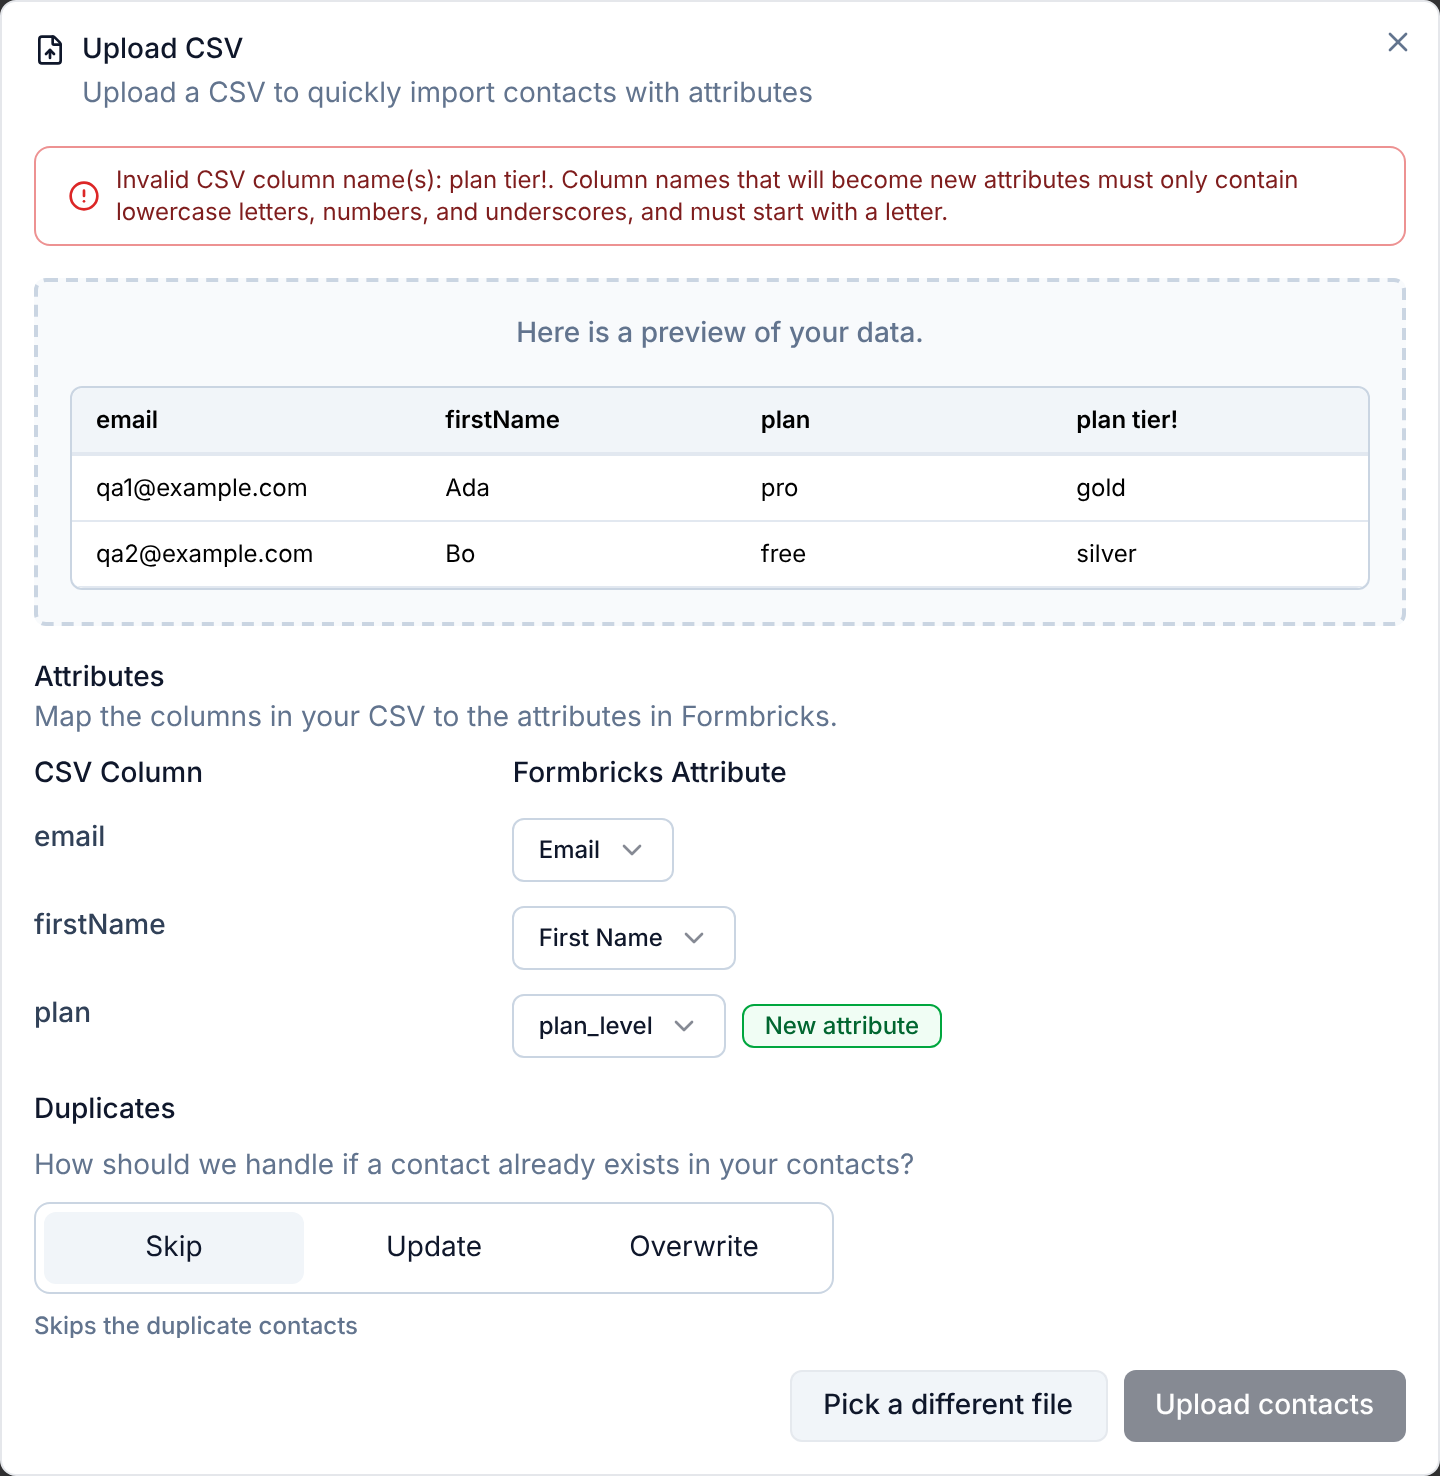 Upload CSV
Upload a CSV to quickly import contacts with attributes
Invalid CSV column name(s): plan tier!. Column names that will become new attributes must only contain
lowercase letters, numbers, and underscores, and must start with a letter.
Here is a preview of your data.
email firstName plan plan tier!
qa1@example.com Ada pro gold
qa2@example.com Bo free silver
Attributes
Map the columns in your CSV to the attributes in Formbricks.
CSV Column Formbricks Attribute
email Email
firstName First Name
plan plan_level New attribute
Duplicates
How should we handle if a contact already exists in your contacts?
Skip Update Overwrite
Skips the duplicate contacts
Pick a different file Upload contacts